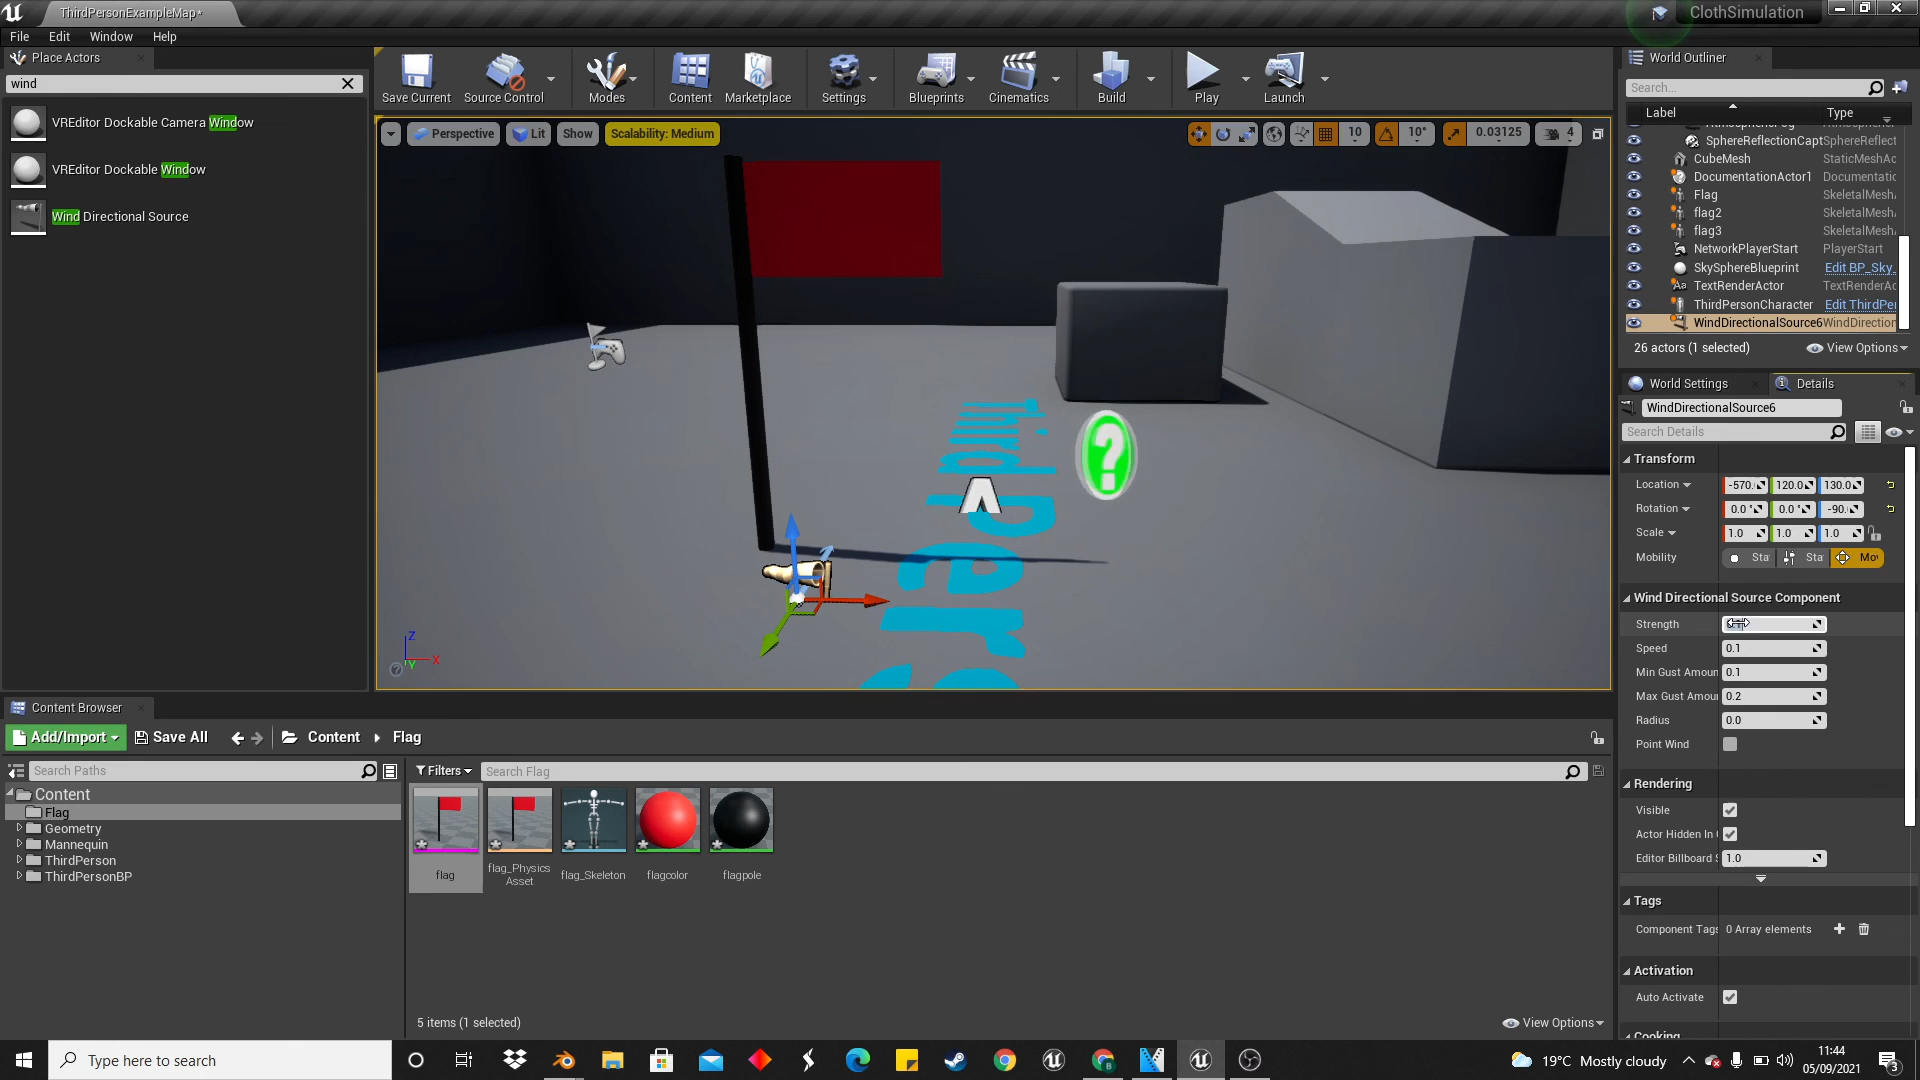 ThirdPersonExampleMap*
ClothSimulation
File Edit Window Help
Place Actors
wind
VREditor Dockable Camera Window
VREditor Dockable Window
Wind Directional Source
Save Current Source Control Modes Content Marketplace Settings Blueprints Cinematics Build Play Launch
Perspective Lit Show Scalability: Medium 10 10° 0.03125 4
Third Per
World Outliner
Search...
Label Type
SphereReflectionCapt SphereReflect
CubeMesh StaticMeshAc
DocumentationActor1 Documentatic
Flag SkeletalMesh
flag2 SkeletalMesh
flag3 SkeletalMesh
NetworkPlayerStart PlayerStart
SkySphereBlueprint Edit BP_Sky_
TextRenderActor TextRenderAc
ThirdPersonCharacter Edit ThirdPer
WindDirectionalSource6 WindDirection
26 actors (1 selected) View Options
World Settings Details
WindDirectionalSource6
Search Details
Transform
Location -570. 120.0 130.0
Rotation 0.0 ° 0.0 ° -90.
Scale 1.0 1.0 1.0
Mobility Sta Sta Mo
Wind Directional Source Component
Strength
Speed 0.1
Min Gust Amoun 0.1
Max Gust Amou 0.2
Radius 0.0
Point Wind
Rendering
Visible
Actor Hidden In
Editor Billboard S 1.0
Tags
Component Tags 0 Array elements
Activation
Auto Activate
Cooking
Content Browser
Add/Import Save All Content Flag
Search Paths
Content
Flag
Geometry
Mannequin
ThirdPerson
ThirdPersonBP
Filters Search Flag
flag
flag_Physics
Asset
flag_Skeleton
flagcolor
flagpole
5 items (1 selected) View Options
Type here to search
19°C Mostly cloudy
11:44
05/09/2021
3